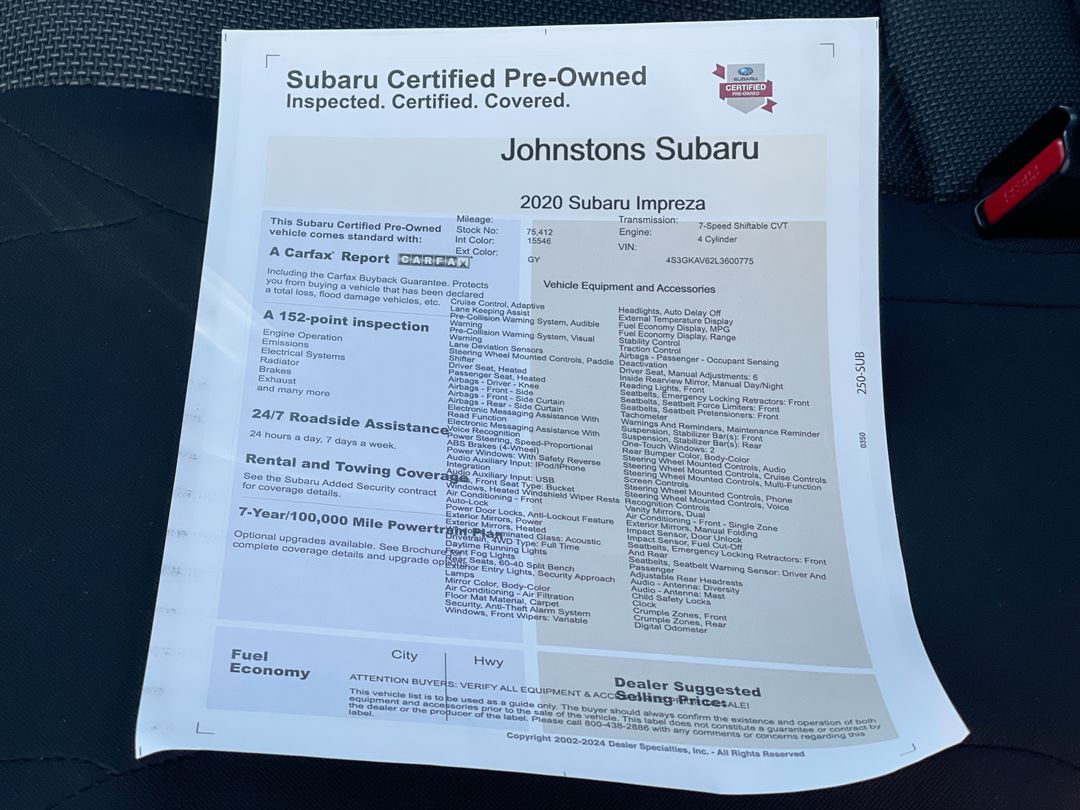 Subaru Certified Pre-Owned
Inspected. Certified. Covered.
SUBARU
CERTIFIED
PRE-OWNED
Johnstons Subaru
2020 Subaru Impreza
This Subaru Certified Pre-Owned
vehicle comes standard with:
A Carfax® Report CARFAX
Including the Carfax Buyback Guarantee. Protects
you from buying a vehicle that has been declared
a total loss, flood damage vehicles, etc.
A 152-point inspection
Engine Operation
Emissions
Electrical Systems
Radiator
Brakes
Exhaust
and many more
24/7 Roadside Assistance
24 hours a day, 7 days a week.
Rental and Towing Coverage
See the Subaru Added Security contract
for coverage details.
7-Year/100,000 Mile Powertrain Plan
Optional upgrades available. See Brochure for
complete coverage details and upgrade options.
Mileage: 75,412
Stock No: 15546
Int Color:
Ext Color: GY
Transmission: 7-Speed Shiftable CVT
Engine: 4 Cylinder
VIN: 4S3GKAV62L3600775
Vehicle Equipment and Accessories
Cruise Control, Adaptive
Lane Keeping Assist
Pre-Collision Warning System, Audible
Warning
Pre-Collision Warning System, Visual
Warning
Lane Deviation Sensors
Steering Wheel Mounted Controls, Paddle
Shifter
Driver Seat, Heated
Passenger Seat, Heated
Airbags - Driver - Knee
Airbags - Front - Side
Airbags - Front - Side Curtain
Airbags - Rear - Side Curtain
Electronic Messaging Assistance With
Read Function
Electronic Messaging Assistance With
Voice Recognition
Power Steering, Speed-Proportional
ABS Brakes (4-Wheel)
Power Windows: With Safety Reverse
Audio Auxiliary Input: IPod/IPhone
Integration
Audio Auxiliary Input: USB
Seats, Front Seat Type: Bucket
Windows, Heated Windshield Wiper Rests
Air Conditioning - Front
Auto-Lock
Power Door Locks, Anti-Lockout Feature
Exterior Mirrors, Power
Exterior Mirrors, Heated
Windows, Laminated Glass: Acoustic
Drivetrain, 4WD Type: Full Time
Daytime Running Lights
Front Fog Lights
Rear Seats, 60-40 Split Bench
Exterior Entry Lights, Security Approach
Lamps
Mirror Color, Body-Color
Air Conditioning - Air Filtration
Floor Mat Material, Carpet
Security, Anti-Theft Alarm System
Windows, Front Wipers: Variable
Headlights, Auto Delay Off
External Temperature Display
Fuel Economy Display, MPG
Fuel Economy Display, Range
Stability Control
Traction Control
Airbags - Passenger - Occupant Sensing
Deactivation
Driver Seat, Manual Adjustments: 6
Inside Rearview Mirror, Manual Day/Night
Reading Lights, Front
Seatbelts, Emergency Locking Retractors: Front
Seatbelts, Seatbelt Force Limiters: Front
Seatbelts, Seatbelt Pretensioners: Front
Tachometer
Warnings And Reminders, Maintenance Reminder
Suspension, Stabilizer Bar(s): Front
Suspension, Stabilizer Bar(s): Rear
One-Touch Windows: 2
Rear Bumper Color, Body-Color
Steering Wheel Mounted Controls, Audio
Steering Wheel Mounted Controls, Cruise Controls
Steering Wheel Mounted Controls, Multi-Function
Screen Controls
Steering Wheel Mounted Controls, Phone
Steering Wheel Mounted Controls, Voice
Recognition Controls
Vanity Mirrors, Dual
Air Conditioning - Front - Single Zone
Exterior Mirrors, Manual Folding
Impact Sensor, Door Unlock
Impact Sensor, Fuel Cut-Off
Seatbelts, Emergency Locking Retractors: Front
And Rear
Seatbelts, Seatbelt Warning Sensor: Driver And
Passenger
Adjustable Rear Headrests
Audio - Antenna: Diversity
Audio - Antenna: Mast
Child Safety Locks
Clock
Crumple Zones, Front
Crumple Zones, Rear
Digital Odometer
250-SUB
0350
Fuel
Economy
City
Hwy
Dealer Suggested
Selling Price:
ATTENTION BUYERS: VERIFY ALL EQUIPMENT & SALE!
This vehicle list is to be used as a guide only. The buyer should always confirm the existence and operation of both
equipment and accessories prior to the sale of the vehicle. This label does not constitute a guarantee or contract by
the dealer or the producer of the label. Please call 800-438-2886 with any comments or concerns regarding this
label.
Copyright 2002-2024 Dealer Specialties, Inc. - All Rights Reserved